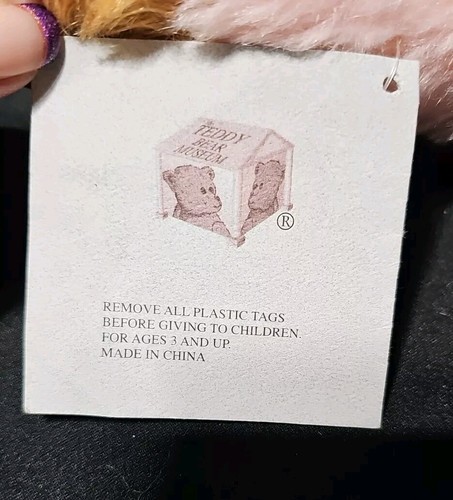 The
TEDDY
BEAR
MUSEUM
®
REMOVE ALL PLASTIC TAGS
BEFORE GIVING TO CHILDREN.
FOR AGES 3 AND UP.
MADE IN CHINA